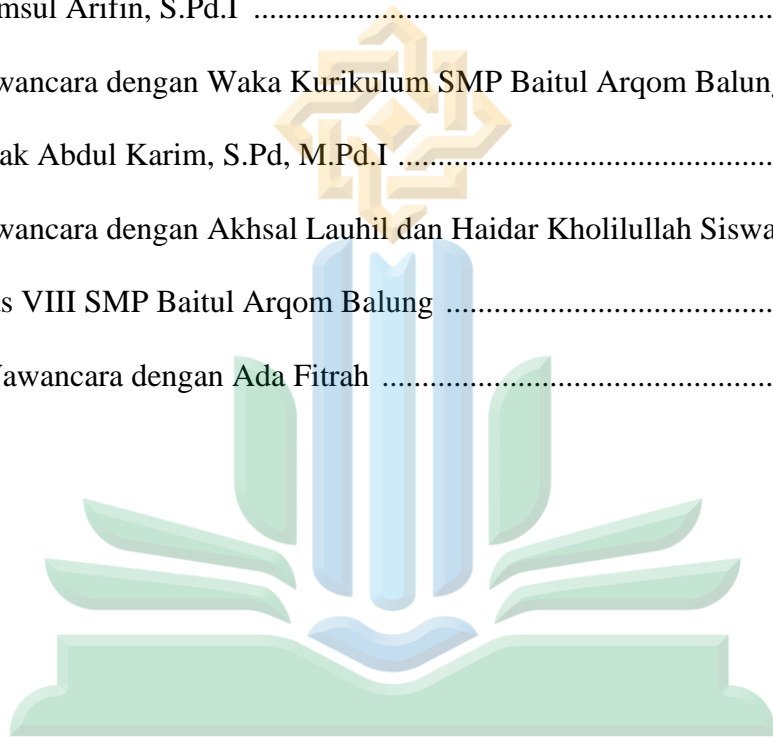 msul Arifin, S.Pd.I ................................................................
wancara dengan Waka Kurikulum SMP Baitul Arqom Balung
ak Abdul Karim, S.Pd, M.Pd.I ..............................................
wancara dengan Akhsal Lauhil dan Haidar Kholilullah Siswa
s VIII SMP Baitul Arqom Balung ........................................
awancara dengan Ada Fitrah ................................................